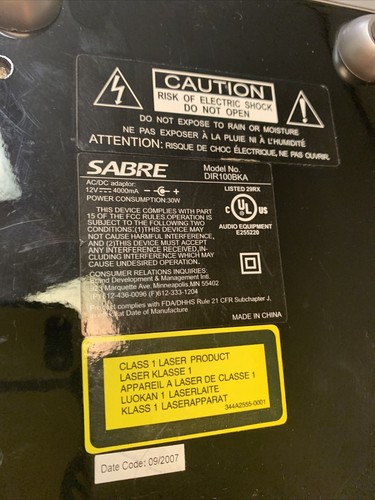 CAUTION
RISK OF ELECTRIC SHOCK
DO NOT OPEN
DO NOT EXPOSE TO RAIN OR MOISTURE
NE PAS EXPOSER À LA PLUIE NI À L'HUMIDITÉ
ATTENTION: RISQUE DE CHOC ÉLECTRIQUE, NE PAS OUVRIR.
SABRE
Model No.
DIR100BKA
AC/DC adaptor:
12V 4000mA - +
POWER CONSUMPTION:30W
LISTED 29RX
C UL US
AUDIO EQUIPMENT
E255220
THIS DEVICE COMPLIES WITH PART
15 OF THE FCC RULES.OPERATION IS
SUBJECT TO THE FOLLOWING TWO
CONDITIONS:(1)THIS DEVICE MAY
NOT CAUSE HARMFUL INTERFERENCE,
AND (2)THIS DEVICE MUST ACCEPT
ANY INTERFERENCE RECEIVED,IN-
CLUDING INTERFERENCE WHICH MAY
CAUSE UNDESIRED OPERATION.
CONSUMER RELATIONS INQUIRIES:
Brand Development & Management Intl.
Marquette Ave. Minneapolis,MN 55402
612-436-0096 (F)612-333-1204
Product complies with FDA/DHHS Rule 21 CFR Subchapter J.
Date of Manufacture
MADE IN CHINA
CLASS 1 LASER PRODUCT
LASER KLASSE 1
APPAREIL A LASER DE CLASSE 1
LUOKAN 1 LASERLAITE
KLASS 1 LASERAPPARAT
344A2555-0001
Date Code: 09/2007